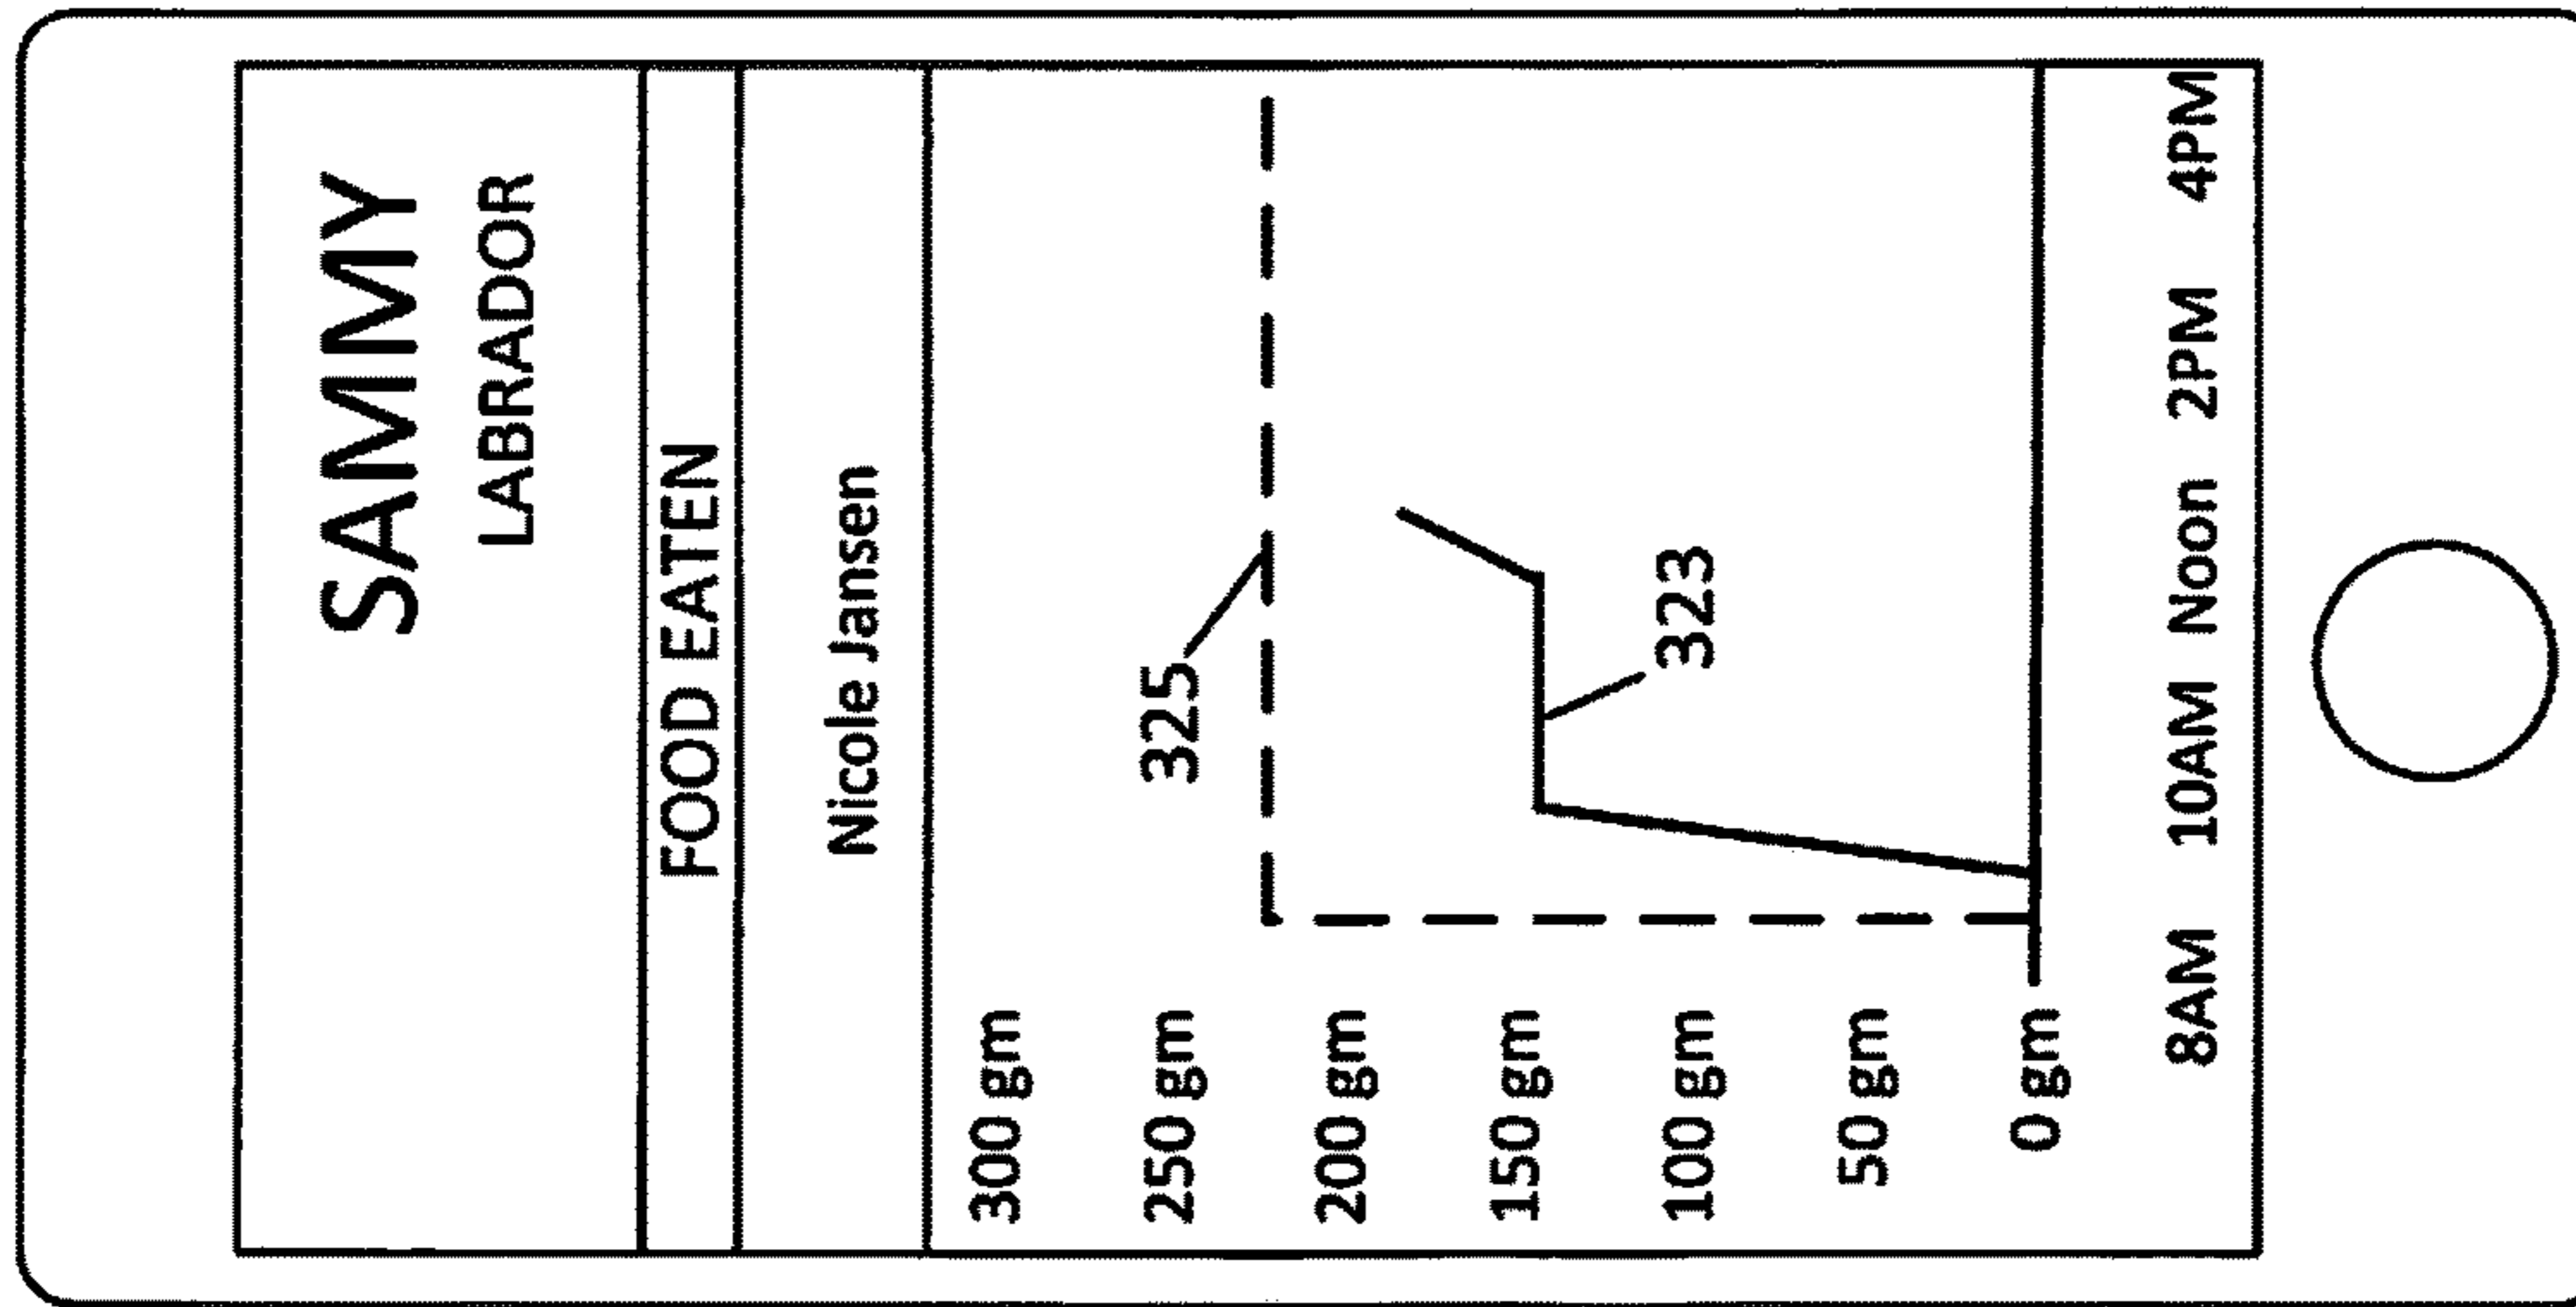 SAMMY
LABRADOR
FOOD EATEN
Nicole Jansen
300 gm
250 gm
325
200 gm
150 gm
323
100 gm
50 gm
0 gm
8AM 10AM Noon 2PM 4PM